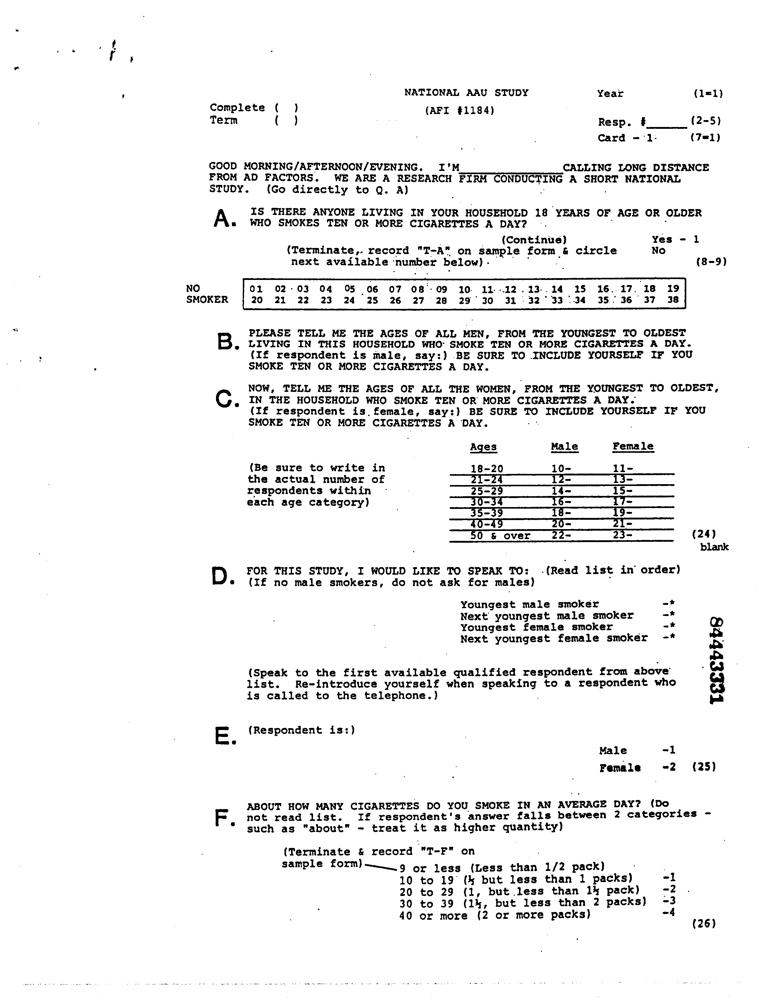 NATIONAL AAU STUDY Year (1=1)
Complete ( ) (AFI #1184)
Term ( ) Resp. #______ (2-5)
Card - 1 (7=1)
GOOD MORNING/AFTERNOON/EVENING. I'M______________CALLING LONG DISTANCE
FROM AD FACTORS. WE ARE A RESEARCH FIRM CONDUCTING A SHORT NATIONAL
STUDY. (Go directly to Q. A)
A. IS THERE ANYONE LIVING IN YOUR HOUSEHOLD 18 YEARS OF AGE OR OLDER
WHO SMOKES TEN OR MORE CIGARETTES A DAY?
(Continue) Yes - 1
(Terminate, record "T-A" on sample form & circle No
next available number below) (8-9)
NO 01 02 03 04 05 06 07 08 09 10 11 12 13 14 15 16 17 18 19
SMOKER 20 21 22 23 24 25 26 27 28 29 30 31 32 33 34 35 36 37 38
B. PLEASE TELL ME THE AGES OF ALL MEN, FROM THE YOUNGEST TO OLDEST
LIVING IN THIS HOUSEHOLD WHO SMOKE TEN OR MORE CIGARETTES A DAY.
(If respondent is male, say:) BE SURE TO INCLUDE YOURSELF IF YOU
SMOKE TEN OR MORE CIGARETTES A DAY.
C. NOW, TELL ME THE AGES OF ALL THE WOMEN, FROM THE YOUNGEST TO OLDEST,
IN THE HOUSEHOLD WHO SMOKE TEN OR MORE CIGARETTES A DAY.
(If respondent is female, say:) BE SURE TO INCLUDE YOURSELF IF YOU
SMOKE TEN OR MORE CIGARETTES A DAY.
Ages Male Female
(Be sure to write in 18-20 10- 11-
the actual number of 21-24 12- 13-
respondents within 25-29 14- 15-
each age category) 30-34 16- 17-
35-39 18- 19-
40-49 20- 21-
50 & over 22- 23- (24)
blank
D. FOR THIS STUDY, I WOULD LIKE TO SPEAK TO: (Read list in order)
(If no male smokers, do not ask for males)
Youngest male smoker -*
Next youngest male smoker -*
Youngest female smoker -*
Next youngest female smoker -*
(Speak to the first available qualified respondent from above
list. Re-introduce yourself when speaking to a respondent who
is called to the telephone.)
84443331
E. (Respondent is:)
Male -1
Female -2 (25)
F. ABOUT HOW MANY CIGARETTES DO YOU SMOKE IN AN AVERAGE DAY? (Do
not read list. If respondent's answer falls between 2 categories -
such as "about" - treat it as higher quantity)
(Terminate & record "T-F" on
sample form) 9 or less (Less than 1/2 pack)
10 to 19 (½ but less than 1 packs) -1
20 to 29 (1, but less than 1½ pack) -2
30 to 39 (1½, but less than 2 packs) -3
40 or more (2 or more packs) -4
(26)